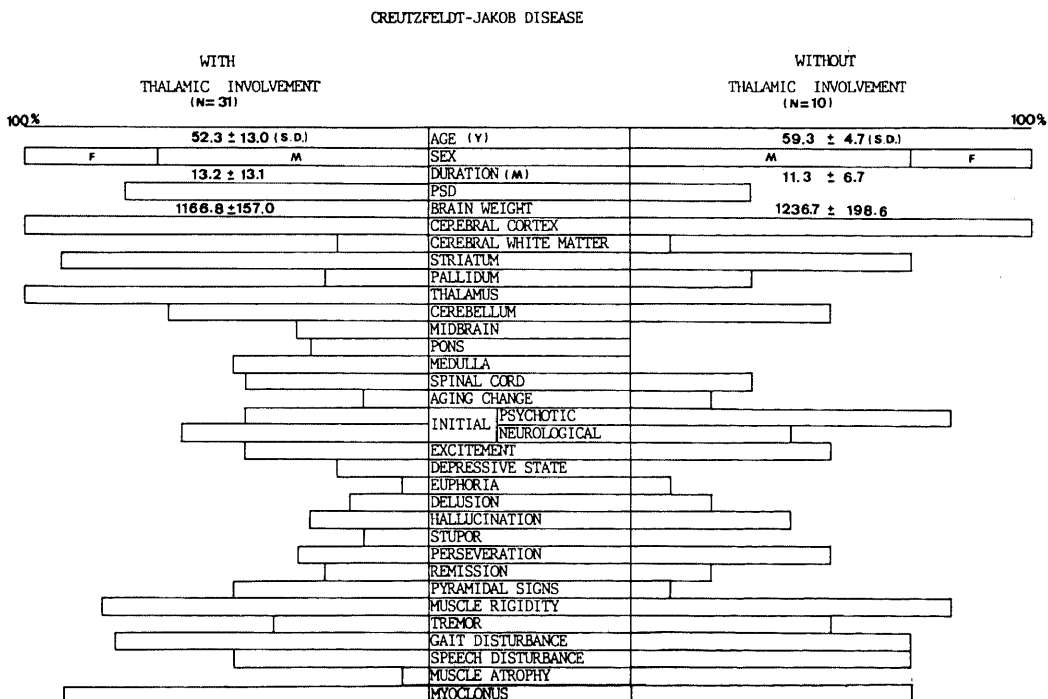 CREUTZFELDT-JAKOB DISEASE
WITH
THALAMIC INVOLVEMENT
(N= 31)
WITHOUT
THALAMIC INVOLVEMENT
(N=10)
100%
100%
52.3 ± 13.0 (S.D.) AGE (Y) 59.3 ± 4.7 (S.D.)
F M SEX M F
13.2 ± 13.1 DURATION (M) 11.3 ± 6.7
PSD
1166.8 ±157.0 BRAIN WEIGHT 1236.7 ± 198.6
CEREBRAL CORTEX
CEREBRAL WHITE MATTER
STRIATUM
PALLIDUM
THALAMUS
CEREBELLUM
MIDBRAIN
PONS
MEDULLA
SPINAL CORD
AGING CHANGE
INITIAL PSYCHOTIC
NEUROLOGICAL
EXCITEMENT
DEPRESSIVE STATE
EUPHORIA
DELUSION
HALLUCINATION
STUPOR
PERSEVERATION
REMISSION
PYRAMIDAL SIGNS
MUSCLE RIGIDITY
TREMOR
GAIT DISTURBANCE
SPEECH DISTURBANCE
MUSCLE ATROPHY
MYOCLONUS